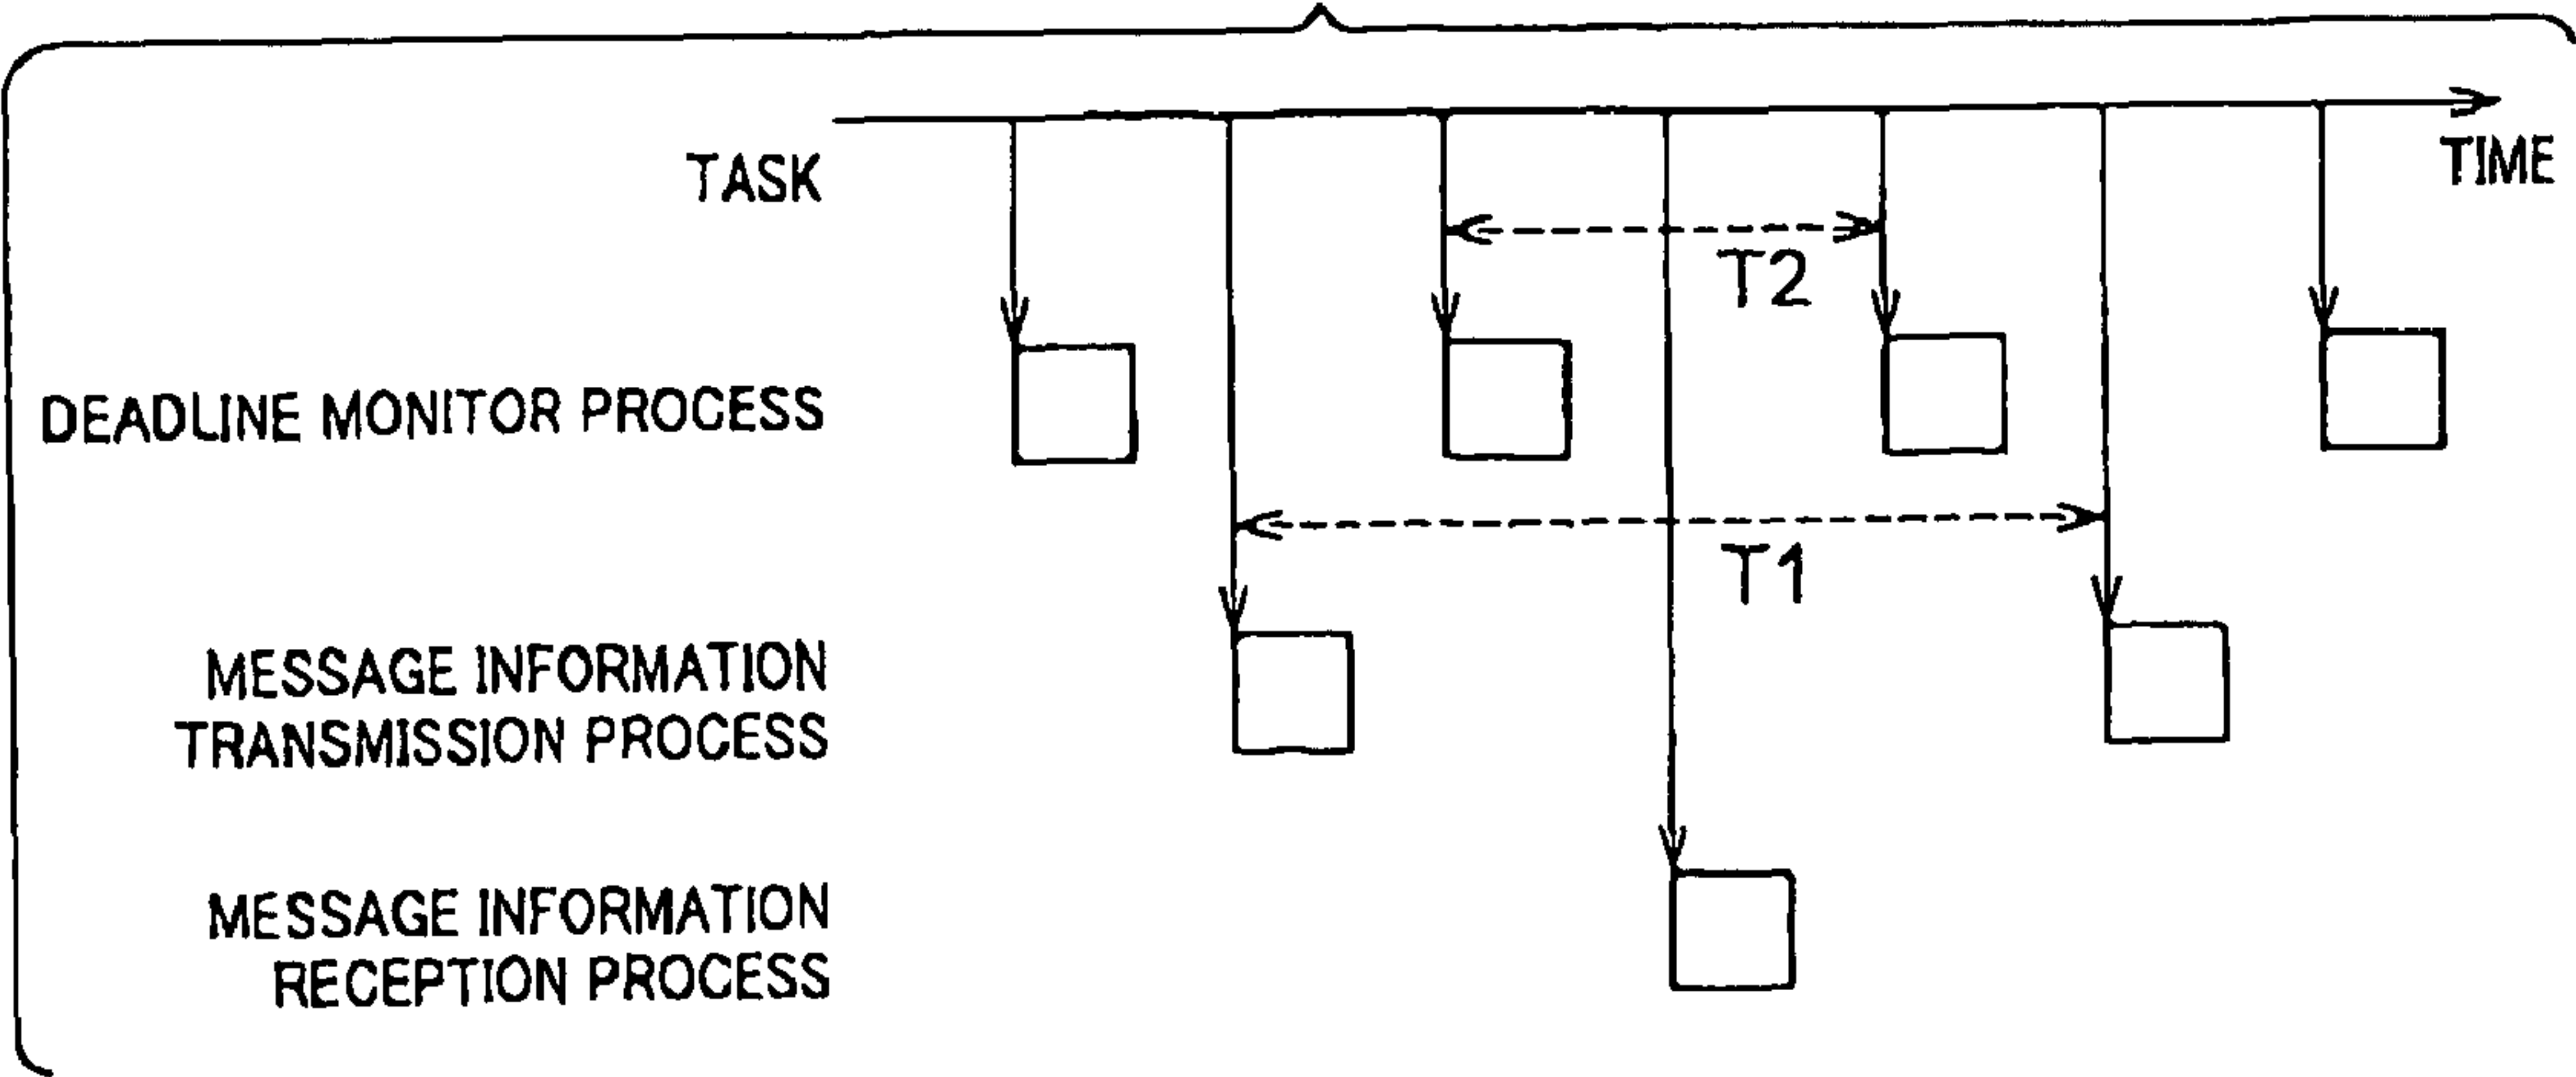 TASK
TIME
T2
DEADLINE MONITOR PROCESS
T1
MESSAGE INFORMATION
TRANSMISSION PROCESS
MESSAGE INFORMATION
RECEPTION PROCESS